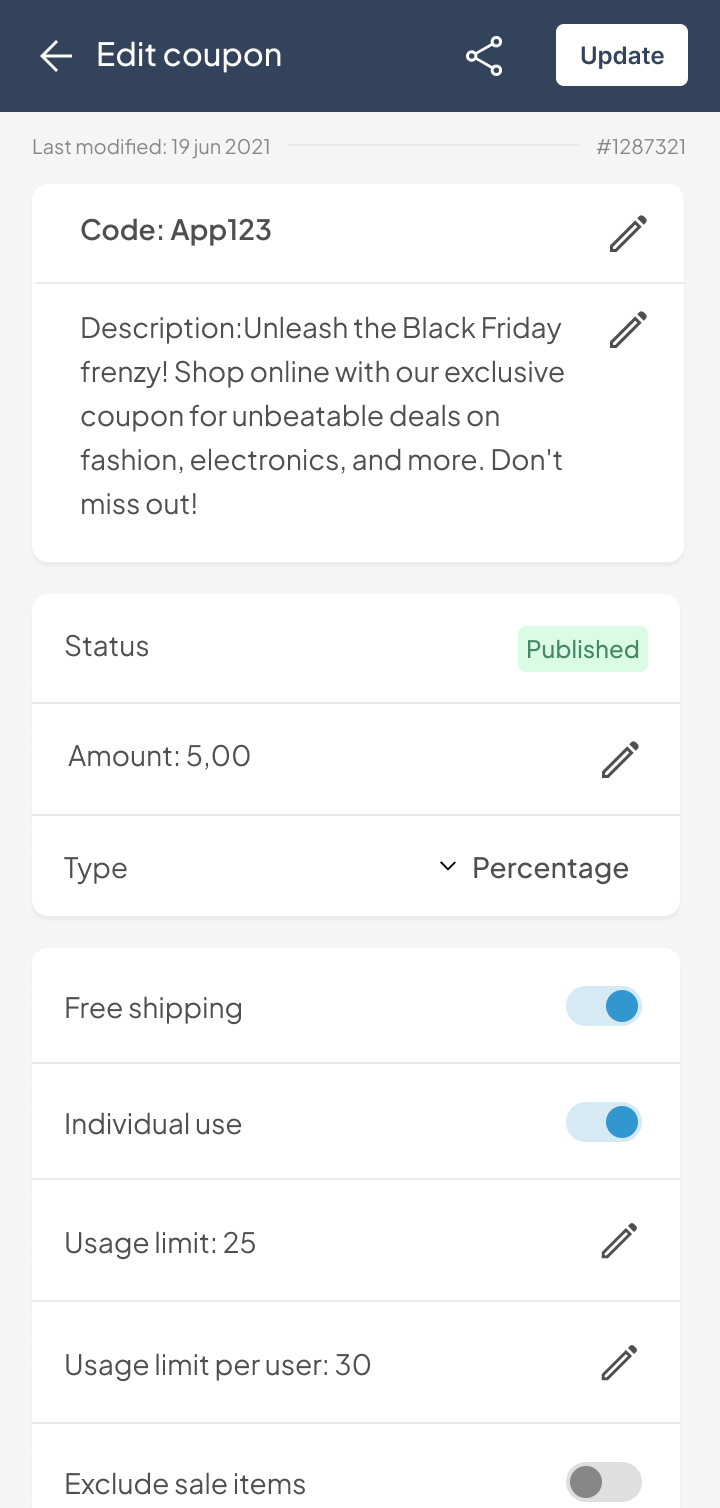 Edit coupon
Update
Last modified: 19 jun 2021
#1287321
Code: App123
Description:Unleash the Black Friday
frenzy! Shop online with our exclusive
coupon for unbeatable deals on
fashion, electronics, and more. Don't
miss out!
Status
Published
Amount: 5,00
Type
Percentage
Free shipping
Individual use
Usage limit: 25
Usage limit per user: 30
Exclude sale items